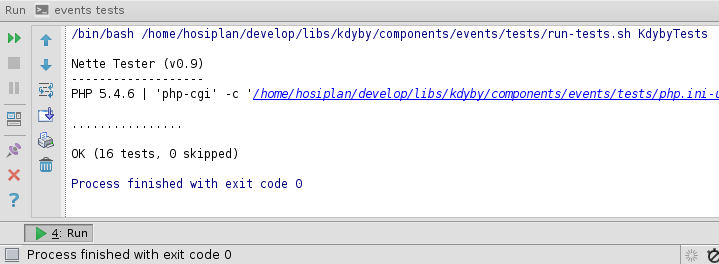 Run events tests
/bin/bash /home/hosiplan/develop/libs/kdyby/components/events/tests/run-tests.sh KdybyTests
Nette Tester (v0.9)
-------------------
PHP 5.4.6 | 'php-cgi' -c '/home/hosiplan/develop/libs/kdyby/components/events/tests/php.ini-u
................
OK (16 tests, 0 skipped)
Process finished with exit code 0
4: Run
Process finished with exit code 0